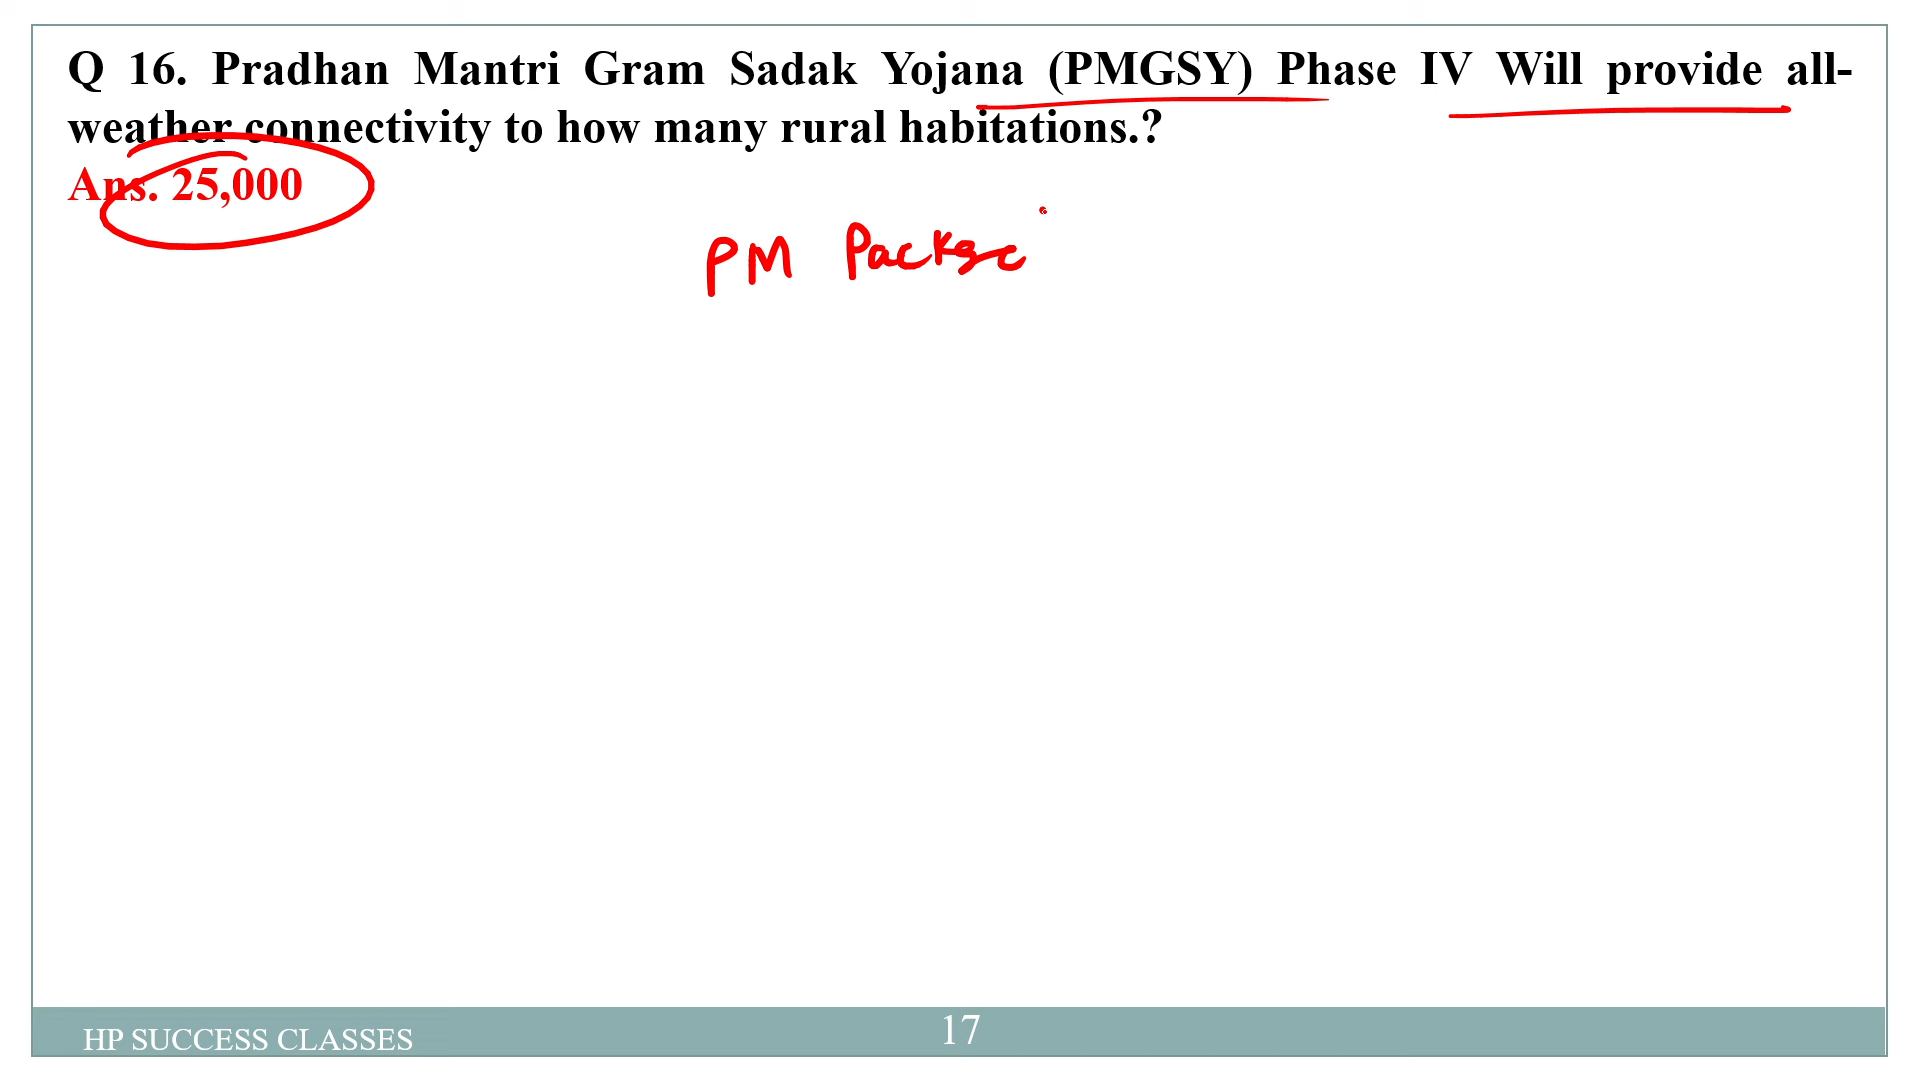 Q 16. Pradhan Mantri Gram Sadak Yojana (PMGSY) Phase IV Will provide all-
weather connectivity to how many rural habitations.?
Ans. 25,000
PM
HP SUCCESS CLASSES
17